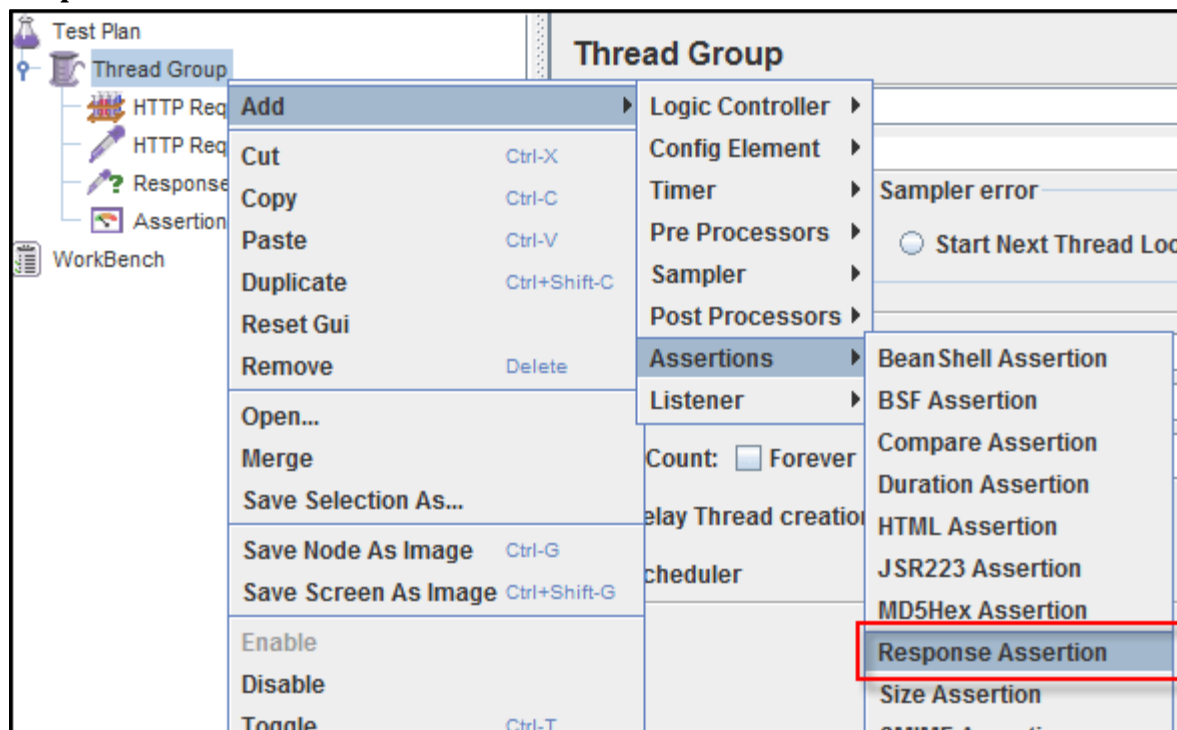 Test Plan
Thread Group
HTTP Req
HTTP Req
Response
Assertion
WorkBench
Thread Group
Sampler error
Start Next Thread Loo
Count: Forever
elay Thread creation
cheduler
Add
Cut Ctrl-X
Copy Ctrl-C
Paste Ctrl-V
Duplicate Ctrl+Shift-C
Reset Gui
Remove Delete
Open...
Merge
Save Selection As...
Save Node As Image Ctrl-G
Save Screen As Image Ctrl+Shift-G
Enable
Disable
Toggle Ctrl-T
Logic Controller
Config Element
Timer
Pre Processors
Sampler
Post Processors
Assertions
Listener
BeanShell Assertion
BSF Assertion
Compare Assertion
Duration Assertion
HTML Assertion
JSR223 Assertion
MD5Hex Assertion
Response Assertion
Size Assertion